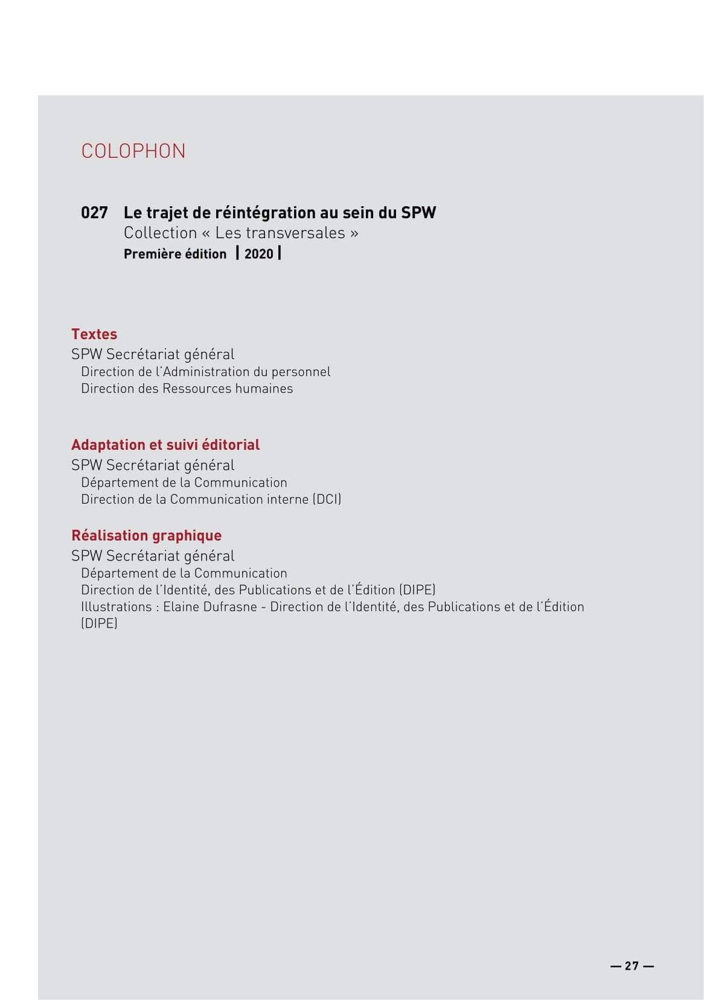 COLOPHON
027 Le trajet de réintégration au sein du SPW
Collection « Les transversales »
Première édition | 2020 |
Textes
SPW Secrétariat général
Direction de l’Administration du personnel
Direction des Ressources humaines
Adaptation et suivi éditorial
SPW Secrétariat général
Département de la Communication
Direction de la Communication interne (DCI)
Réalisation graphique
SPW Secrétariat général
Département de la Communication
Direction de l’Identité, des Publications et de l’Édition (DIPE)
Illustrations : Elaine Dufrasne - Direction de l’Identité, des Publications et de l’Édition
(DIPE)
— 27 —